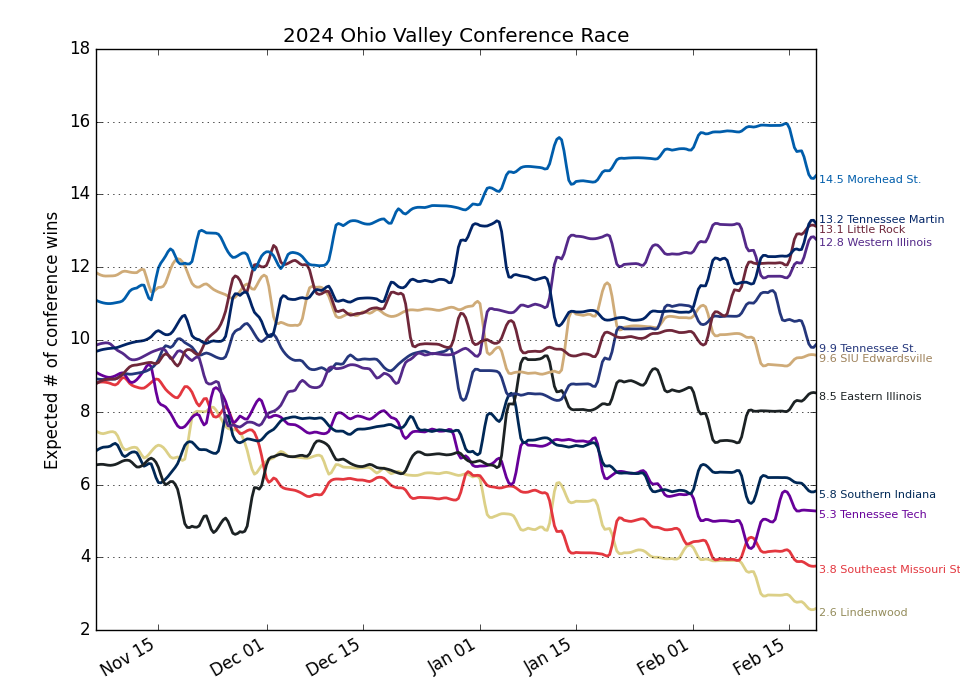 2024 Ohio Valley Conference Race
Expected # of conference wins
18
16
14
12
10
8
6
4
2
Nov 15
Dec 01
Dec 15
Jan 01
Jan 15
Feb 01
Feb 15
14.5 Morehead St.
13.2 Tennessee Martin
13.1 Little Rock
12.8 Western Illinois
9.9 Tennessee St.
9.6 SIU Edwardsville
8.5 Eastern Illinois
5.8 Southern Indiana
5.3 Tennessee Tech
3.8 Southeast Missouri St
2.6 Lindenwood